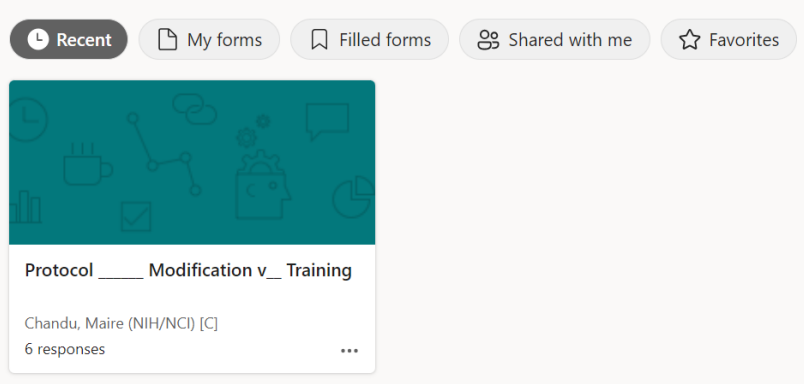 Recent My forms Filled forms Shared with me Favorites
Protocol ______ Modification v__ Training
Chandu, Maire (NIH/NCI) [C]
6 responses